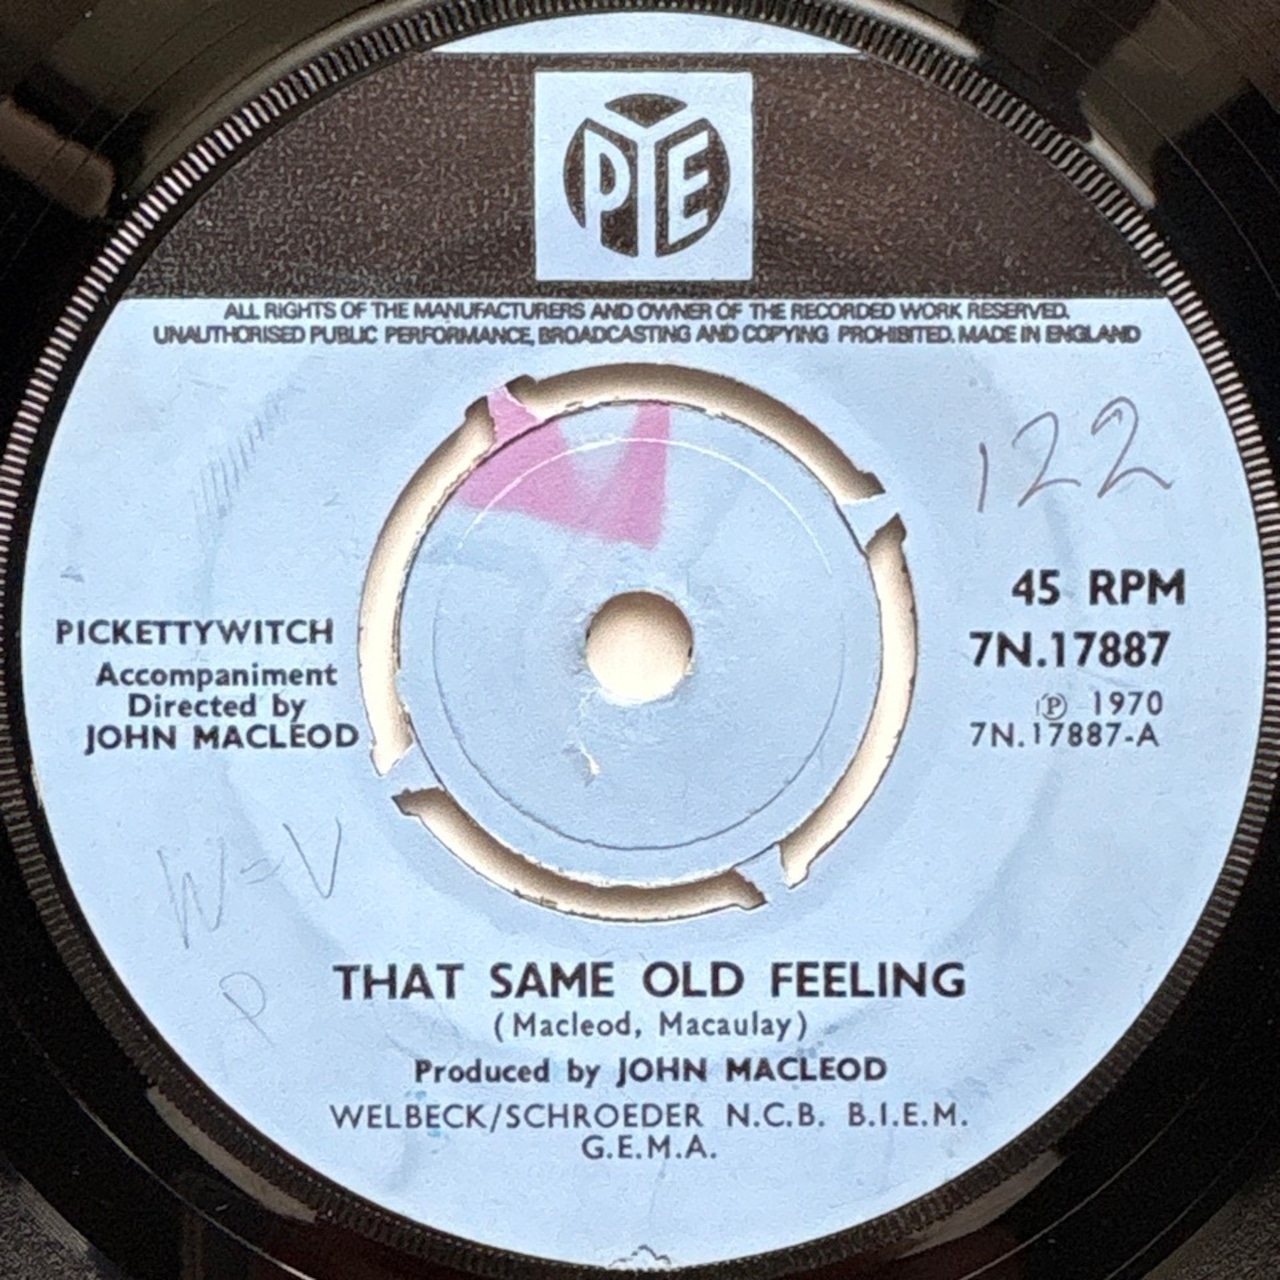 PYE
ALL RIGHTS OF THE MANUFACTURERS AND OWNER OF THE RECORDED WORK RESERVED.
UNAUTHORISED PUBLIC PERFORMANCE, BROADCASTING AND COPYING PROHIBITED. MADE IN ENGLAND
122
45 RPM
7N.17887
℗ 1970
7N.17887-A
PICKETTYWITCH
Accompaniment
Directed by
JOHN MACLEOD
W=V
P
THAT SAME OLD FEELING
(Macleod, Macaulay)
Produced by JOHN MACLEOD
WELBECK/SCHROEDER N.C.B. B.I.E.M.
G.E.M.A.